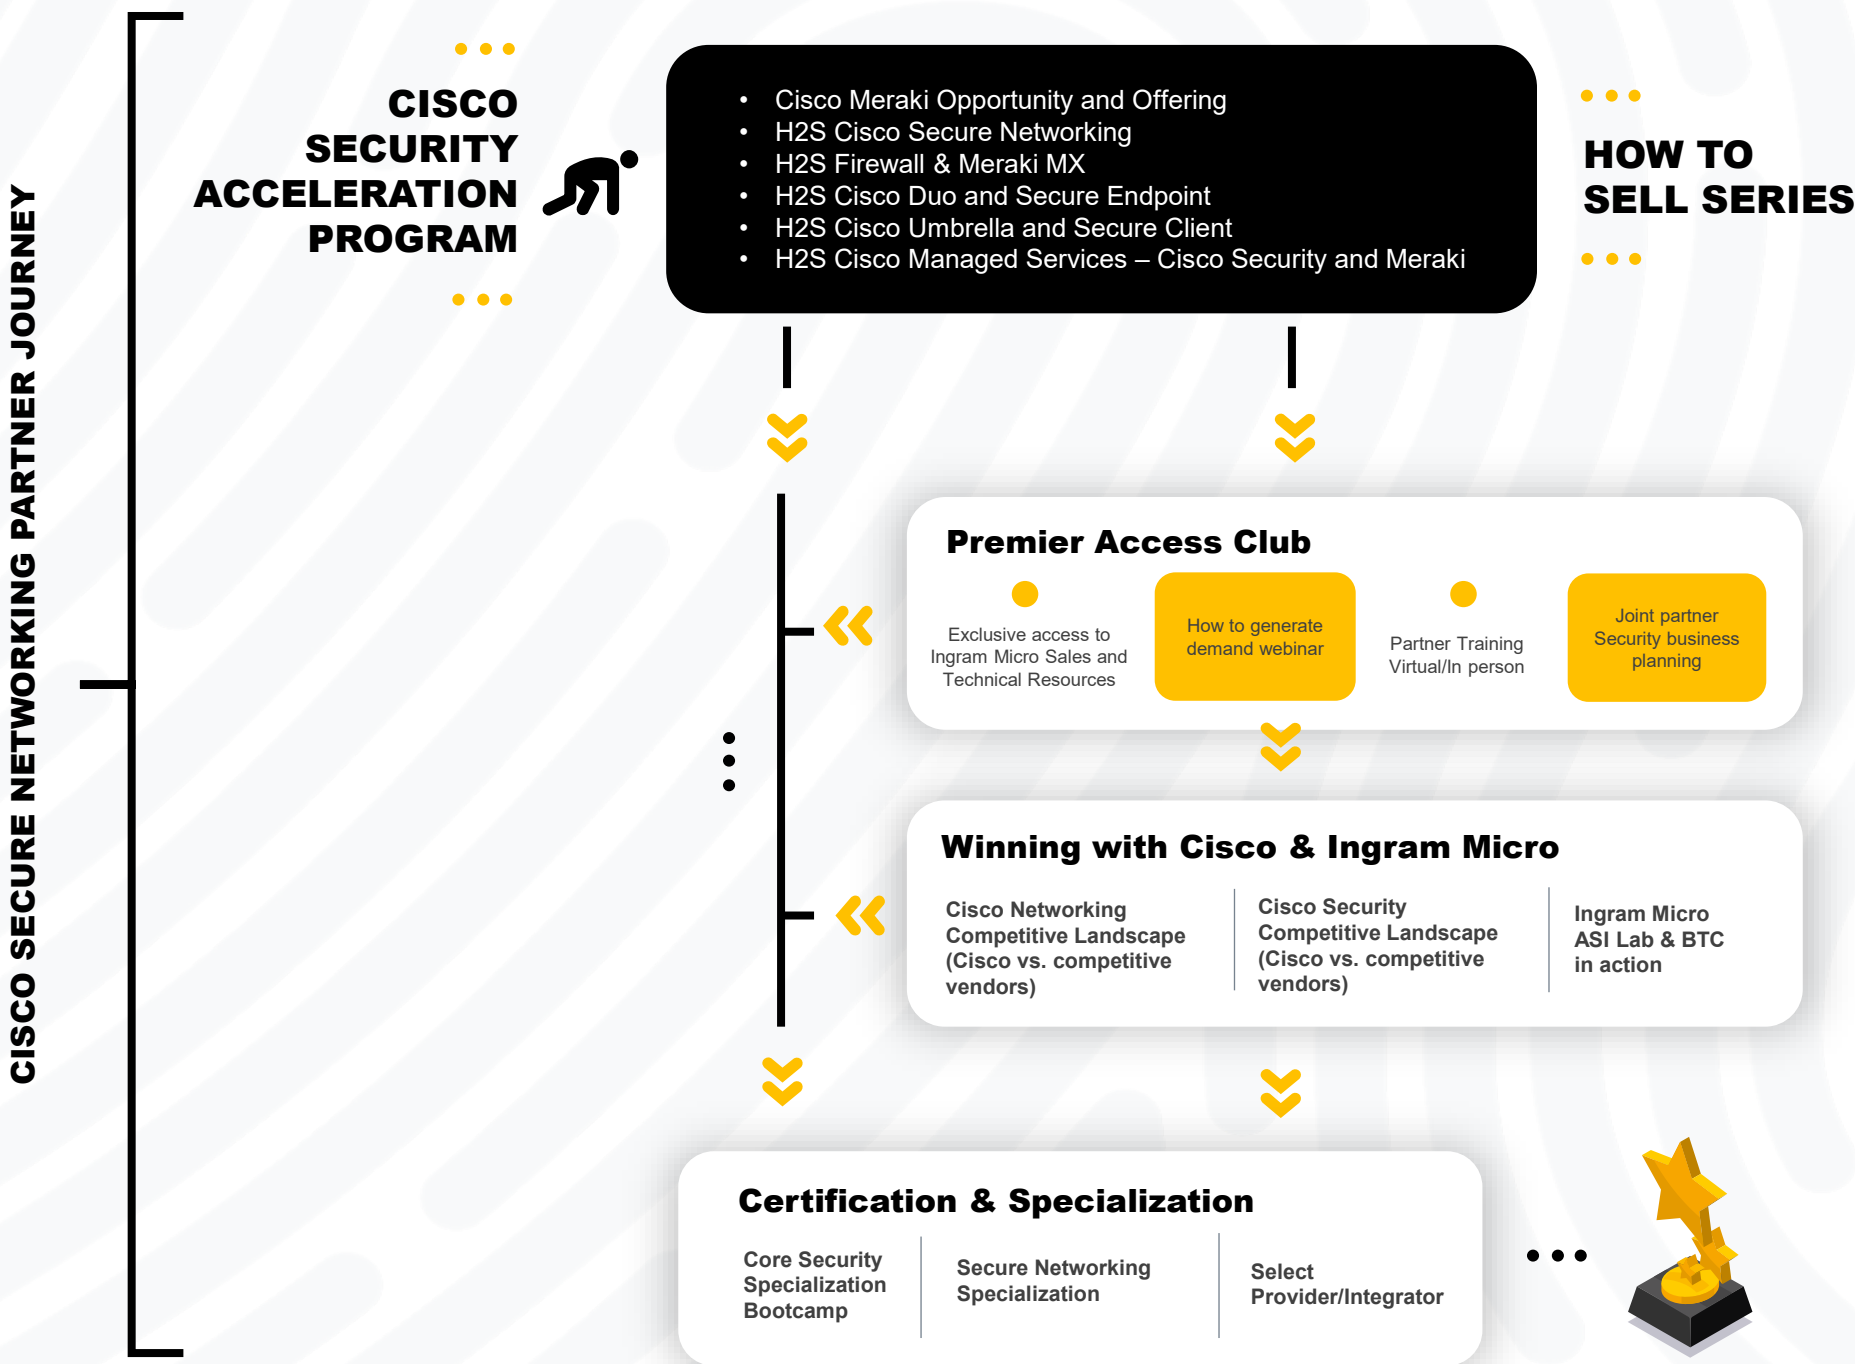 CISCO SECURE NETWORKING PARTNER JOURNEY
CISCO
SECURITY
ACCELERATION
PROGRAM
• Cisco Meraki Opportunity and Offering
• H2S Cisco Secure Networking
• H2S Firewall & Meraki MX
• H2S Cisco Duo and Secure Endpoint
• H2S Cisco Umbrella and Secure Client
• H2S Cisco Managed Services – Cisco Security and Meraki
HOW TO
SELL SERIES
Premier Access Club
Exclusive access to
Ingram Micro Sales and
Technical Resources
How to generate
demand webinar
Partner Training
Virtual/In person
Joint partner
Security business
planning
Winning with Cisco & Ingram Micro
Cisco Networking
Competitive Landscape
(Cisco vs. competitive
vendors)
Cisco Security
Competitive Landscape
(Cisco vs. competitive
vendors)
Ingram Micro
ASI Lab & BTC
in action
Certification & Specialization
Core Security
Specialization
Bootcamp
Secure Networking
Specialization
Select
Provider/Integrator